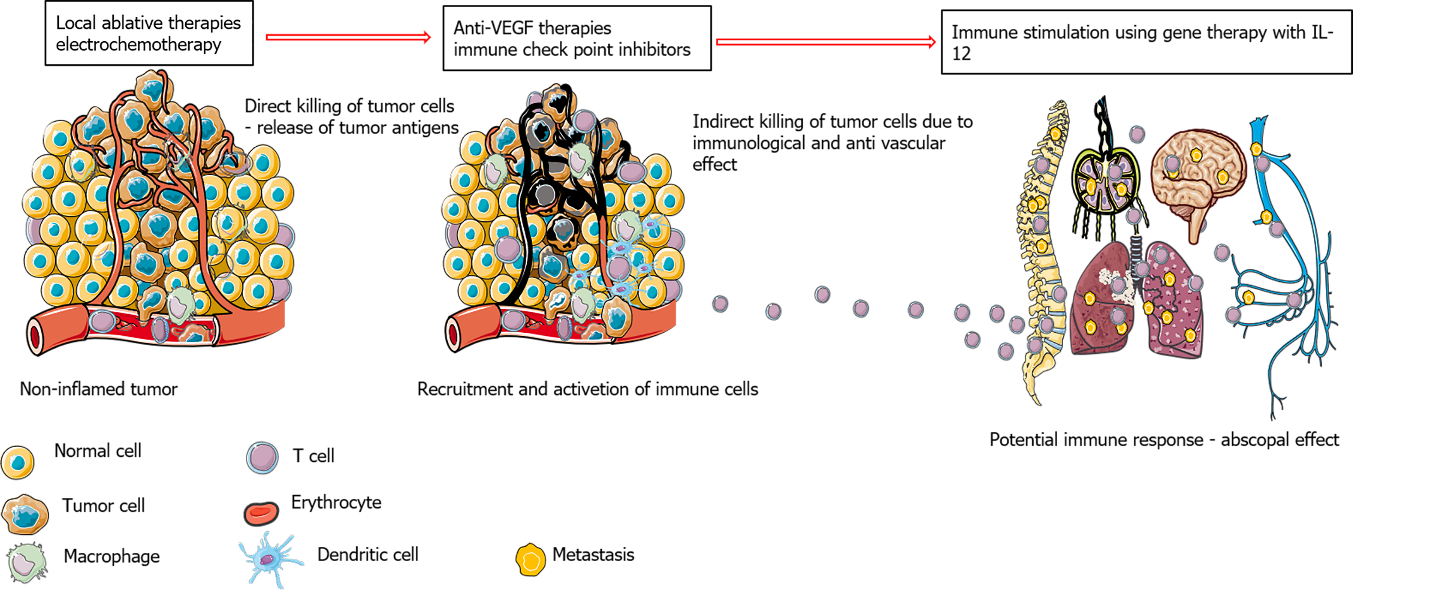 Local ablative therapies
electrochemotherapy
Anti-VEGF therapies
immune check point inhibitors
Immune stimulation using gene therapy with IL-
12
Direct killing of tumor cells
- release of tumor antigens
Indirect killing of tumor cells due to
immunological and anti vascular
effect
Non-inflamed tumor
Recruitment and activetion of immune cells
Potential immune response - abscopal effect
Normal cell
T cell
Tumor cell
Erythrocyte
Macrophage
Dendritic cell
Metastasis